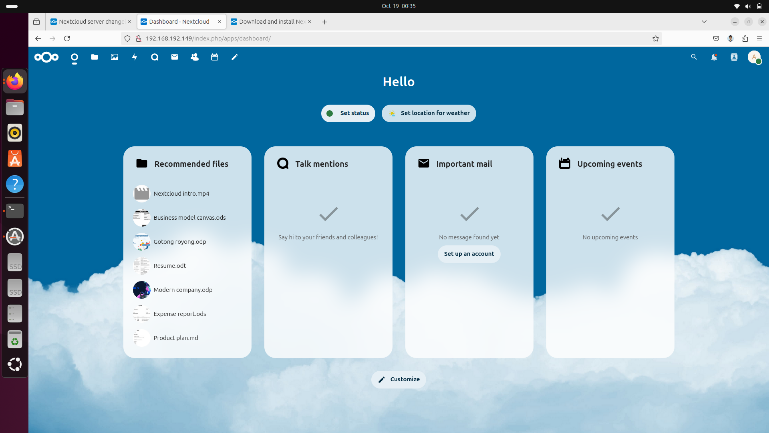 Oct 19 00:35
Nextcloud server change
Dashboard - Nextcloud
Download and install Nex
192.168.192.149/index.php/apps/dashboard/
Hello
Set status
Set location for weather
Recommended files
Nextcloud intro.mp4
Business model canvas.ods
Gotong royong.odp
Resume.odt
Modern company.odp
Expense report.ods
Product plan.md
Talk mentions
Say hi to your friends and colleagues!
Important mail
No message found yet
Set up an account
Upcoming events
No upcoming events
Customize